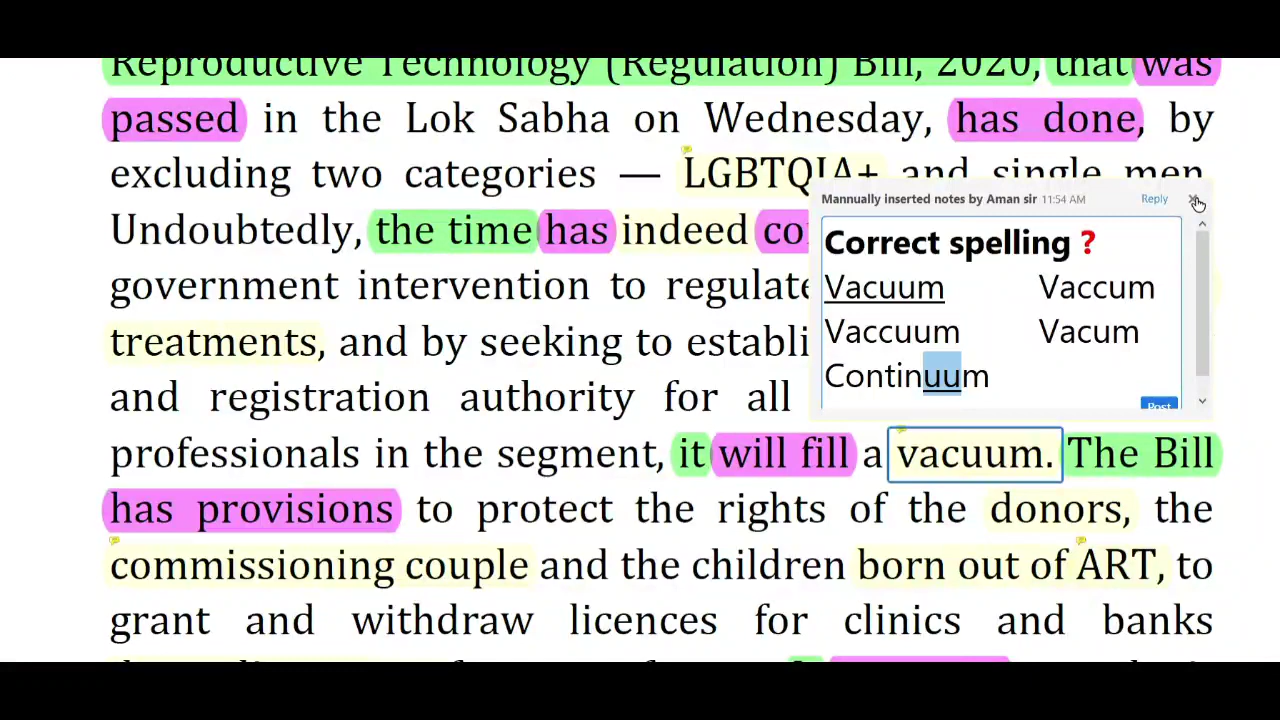 Reproductive Technology (Regulation) Bill, 2020, that was
passed in the Lok Sabha on Wednesday, has done, by
excluding two categories — LGBTQIA+ and single men.
Undoubtedly, the time has indeed
government intervention to regulate
treatments, and by seeking to
and registration authority for all
professionals in the segment, it will fill a vacuum. The Bill
has provisions to protect the rights of the donors, the
commissioning couple and the children born out of ART, to
grant and withdraw licences for clinics and banks
Mannually inserted notes by Aman sir 11:54 AM Reply
Correct spelling ?
Vacuum Vaccum
Vaccuum Vacum
Continuum
Post